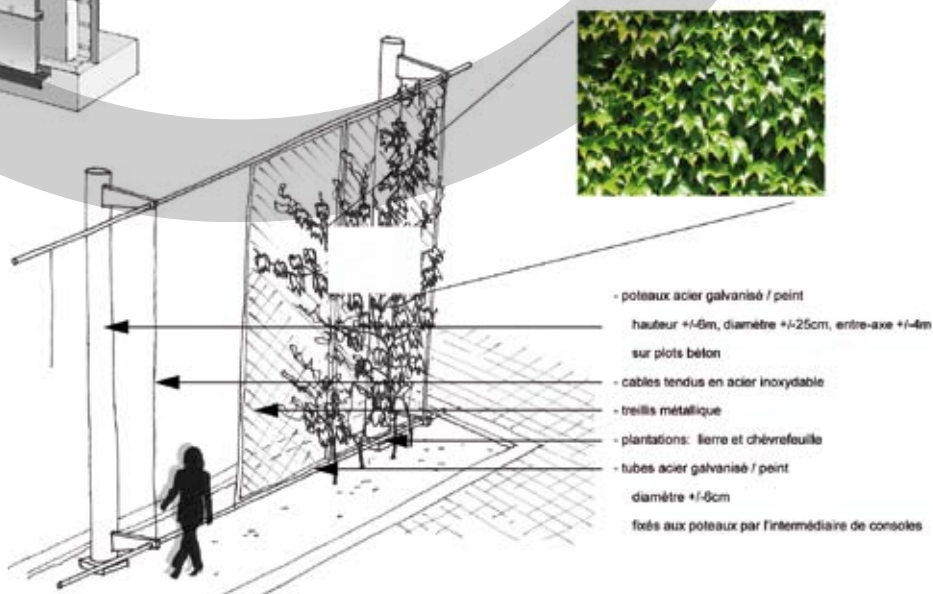 - poteaux acier galvanisé / peint
hauteur +/-6m, diamètre +/-25cm, entre-axe +/-4m
sur plots béton
- cables tendus en acier inoxydable
- treillis métallique
- plantations: lierre et chèvrefeuille
- tubes acier galvanisé / peint
diamètre +/-6cm
fixés aux poteaux par l'intermédiaire de consoles